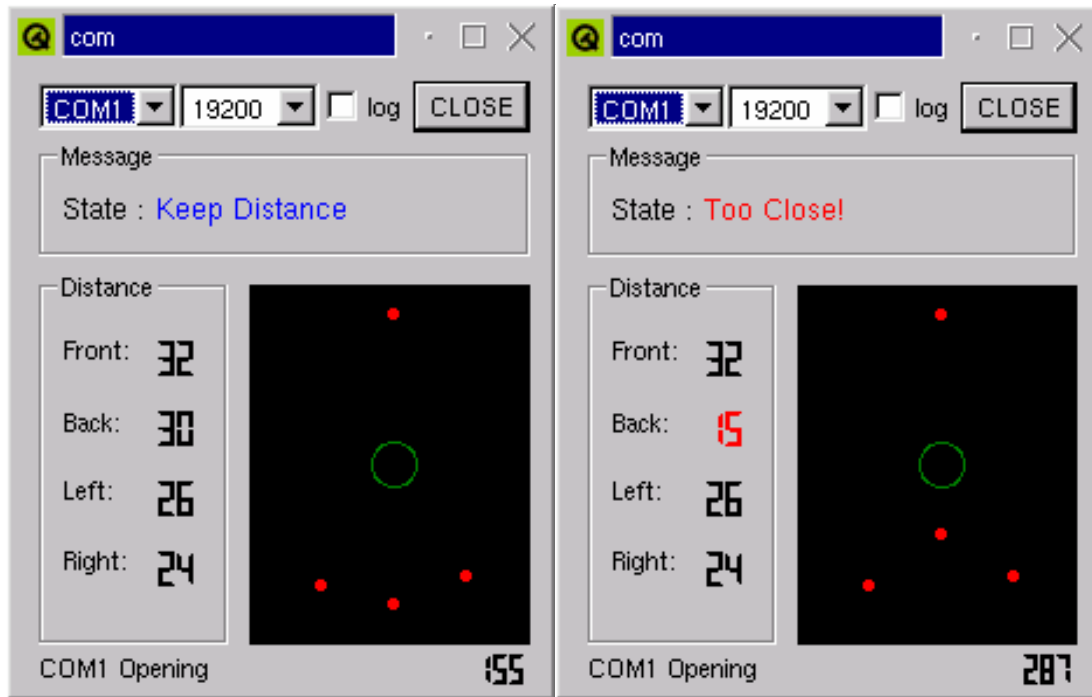 com
COM1 19200 log CLOSE
Message
State : Keep Distance
Distance
Front: 32
Back: 30
Left: 26
Right: 24
COM1 Opening 155
com
COM1 19200 log CLOSE
Message
State : Too Close!
Distance
Front: 32
Back: 15
Left: 26
Right: 24
COM1 Opening 287